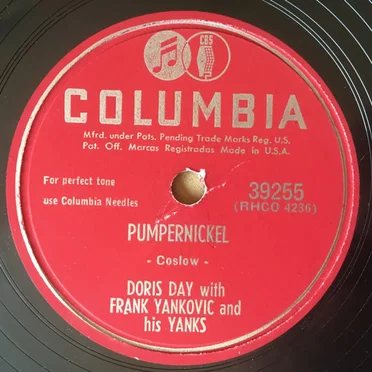 CBS
COLUMBIA
Mfrd. under Pats. Pending Trade Marks Reg. U.S.
Pat. Off. Marcas Registradas Made in U.S.A.
For perfect tone
use Columbia Needles
39255
(RHCO 4236)
PUMPERNICKEL
- Coslow -
DORIS DAY with
FRANK YANKOVIC and
his YANKS